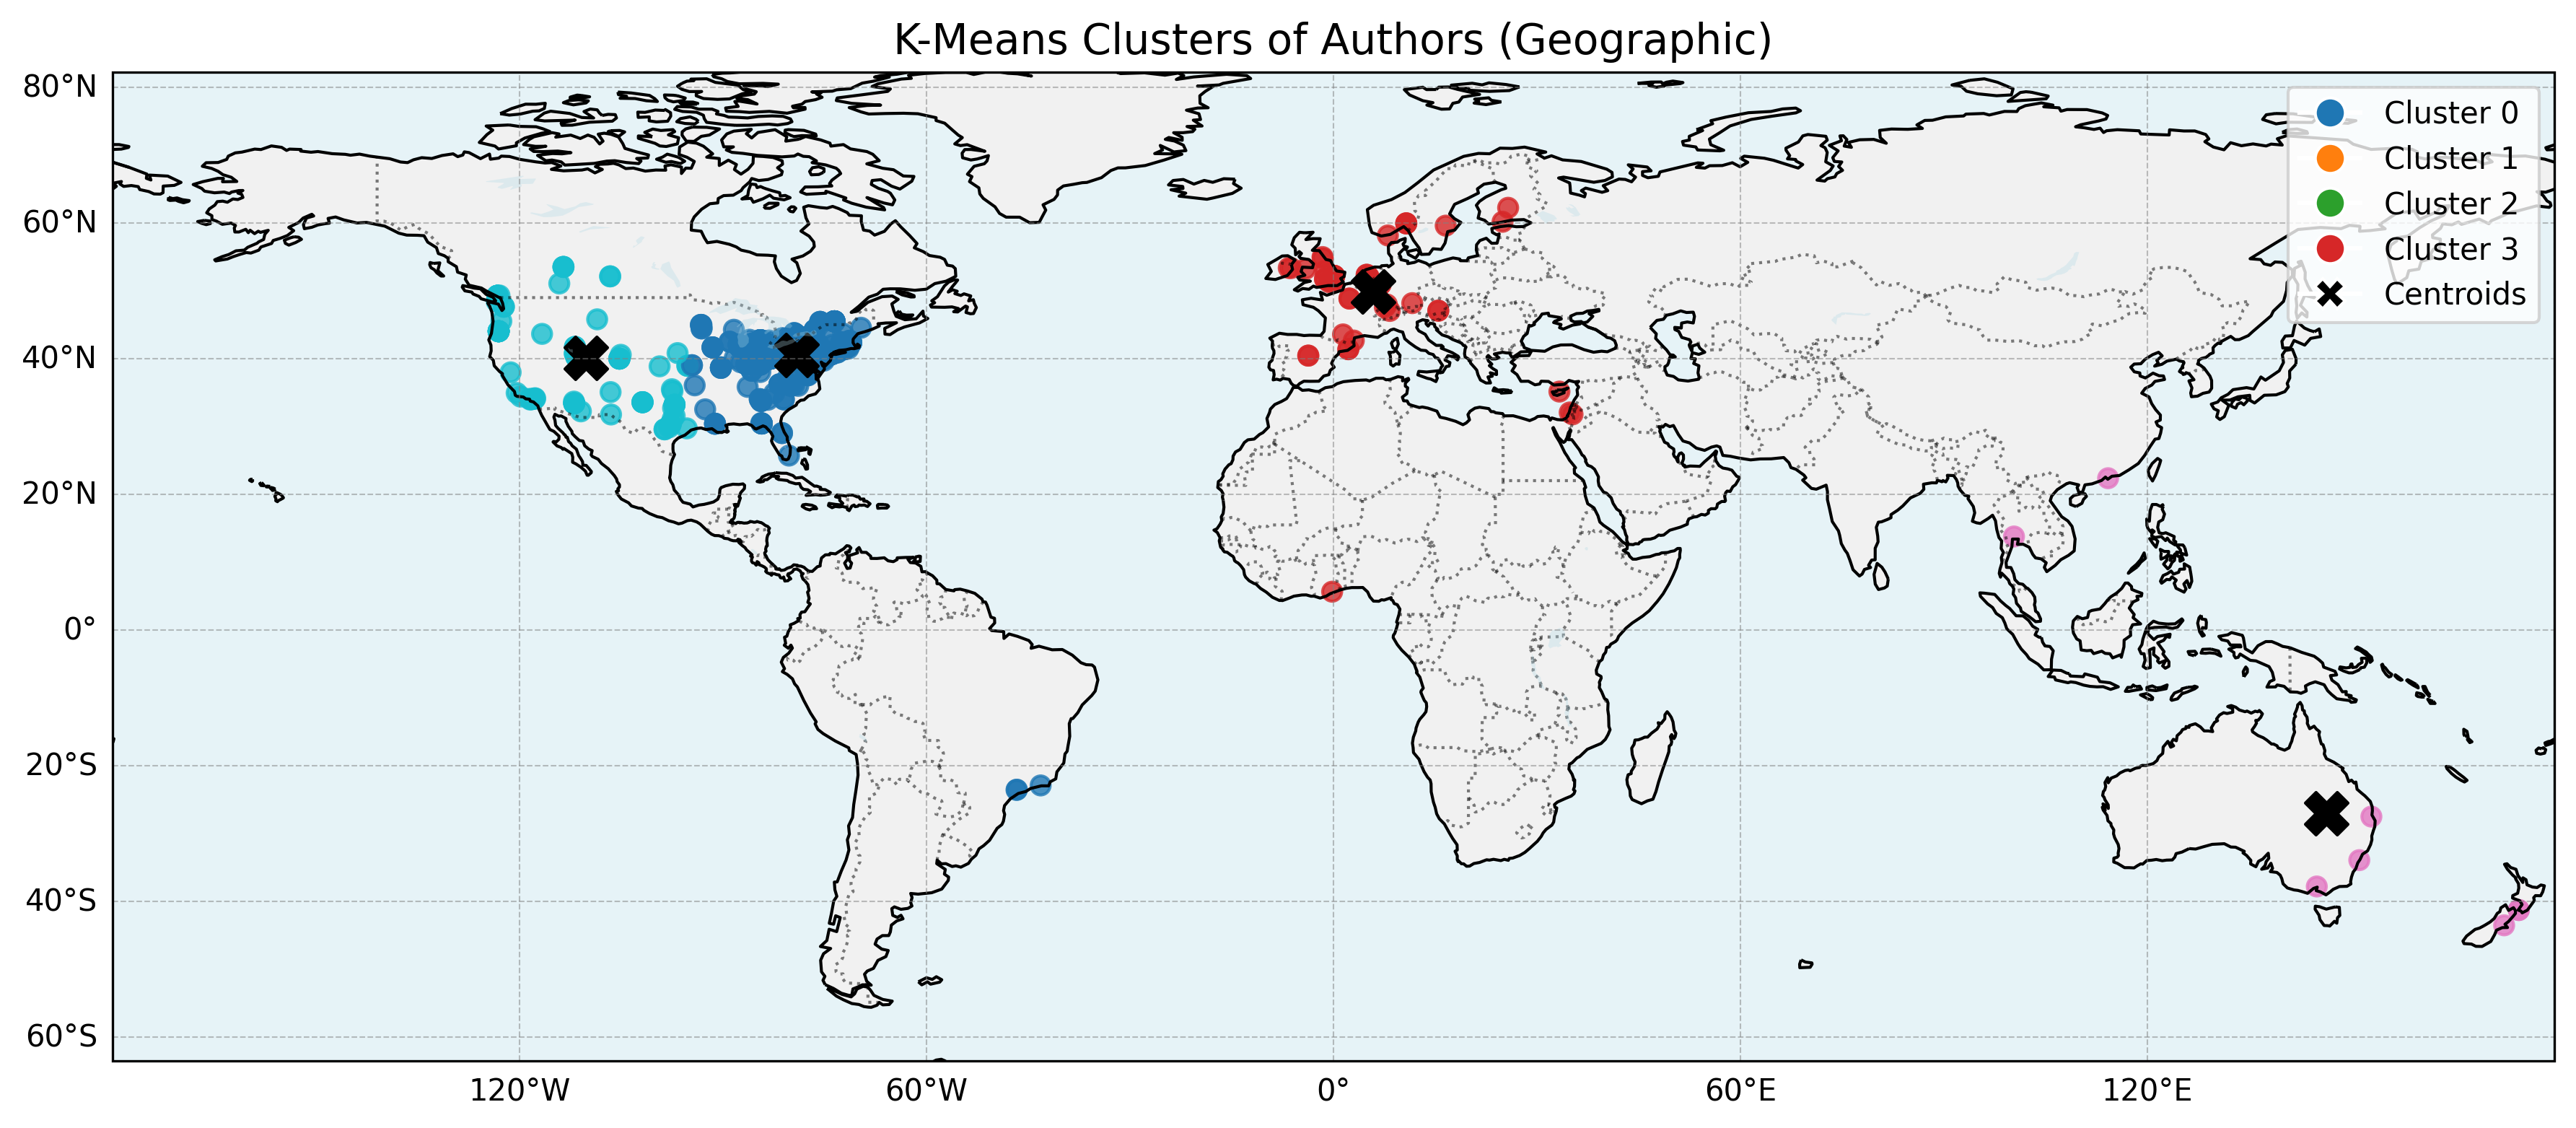 K-Means Clusters of Authors (Geographic)
80°N
60°N
40°N
20°N
0°
20°S
40°S
60°S
120°W
60°W
0°
60°E
120°E
Cluster 0
Cluster 1
Cluster 2
Cluster 3
Centroids